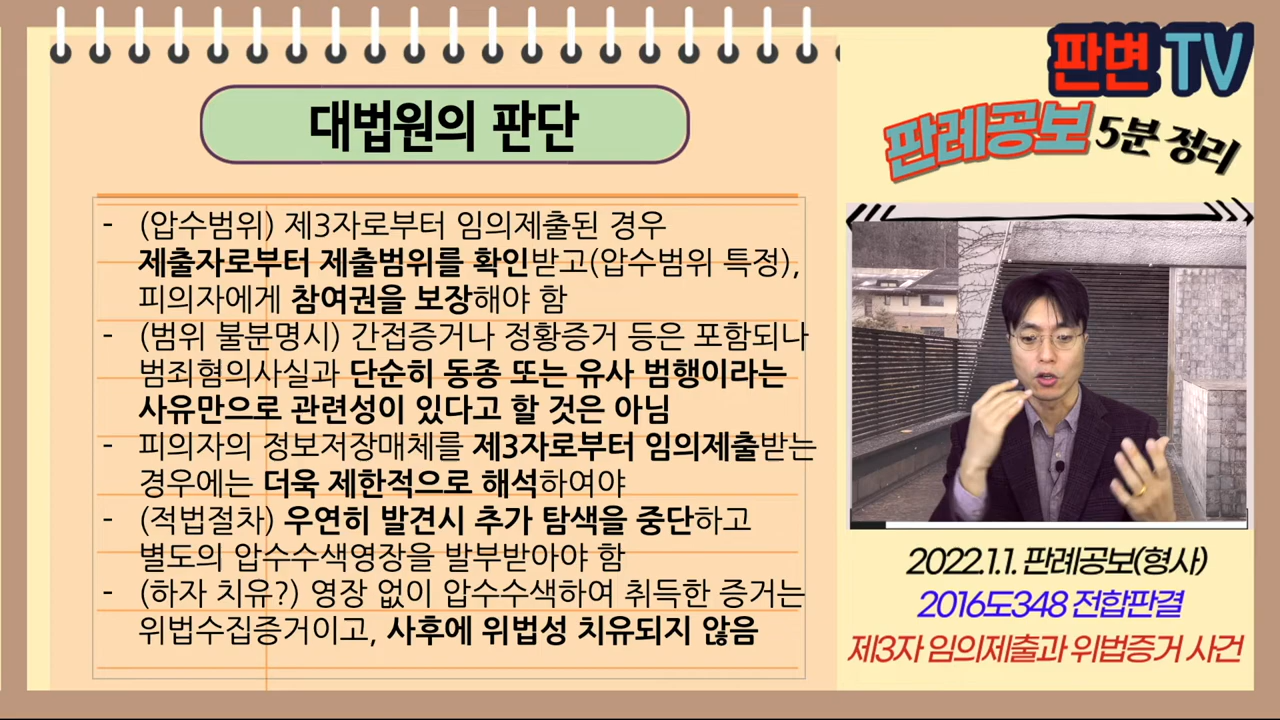 판변 TV
판례공보 5분 정리
대법원의 판단
- (압수범위) 제3자로부터 임의제출된 경우
제출자로부터 제출범위를 확인받고(압수범위 특정),
피의자에게 참여권을 보장해야 함
- (범위 불분명시) 간접증거나 정황증거 등은 포함되나
범죄혐의사실과 단순히 동종 또는 유사 범행이라는
사유만으로 관련성이 있다고 할 것은 아님
- 피의자의 정보저장매체를 제3자로부터 임의제출받는
경우에는 더욱 제한적으로 해석하여야
- (적법절차) 우연히 발견시 추가 탐색을 중단하고
별도의 압수수색영장을 발부받아야 함
- (하자 치유?) 영장 없이 압수수색하여 취득한 증거는
위법수집증거이고, 사후에 위법성 치유되지 않음
2022.1.1. 판례공보(형사)
2016도348 전합판결
제3자 임의제출과 위법증거 사건